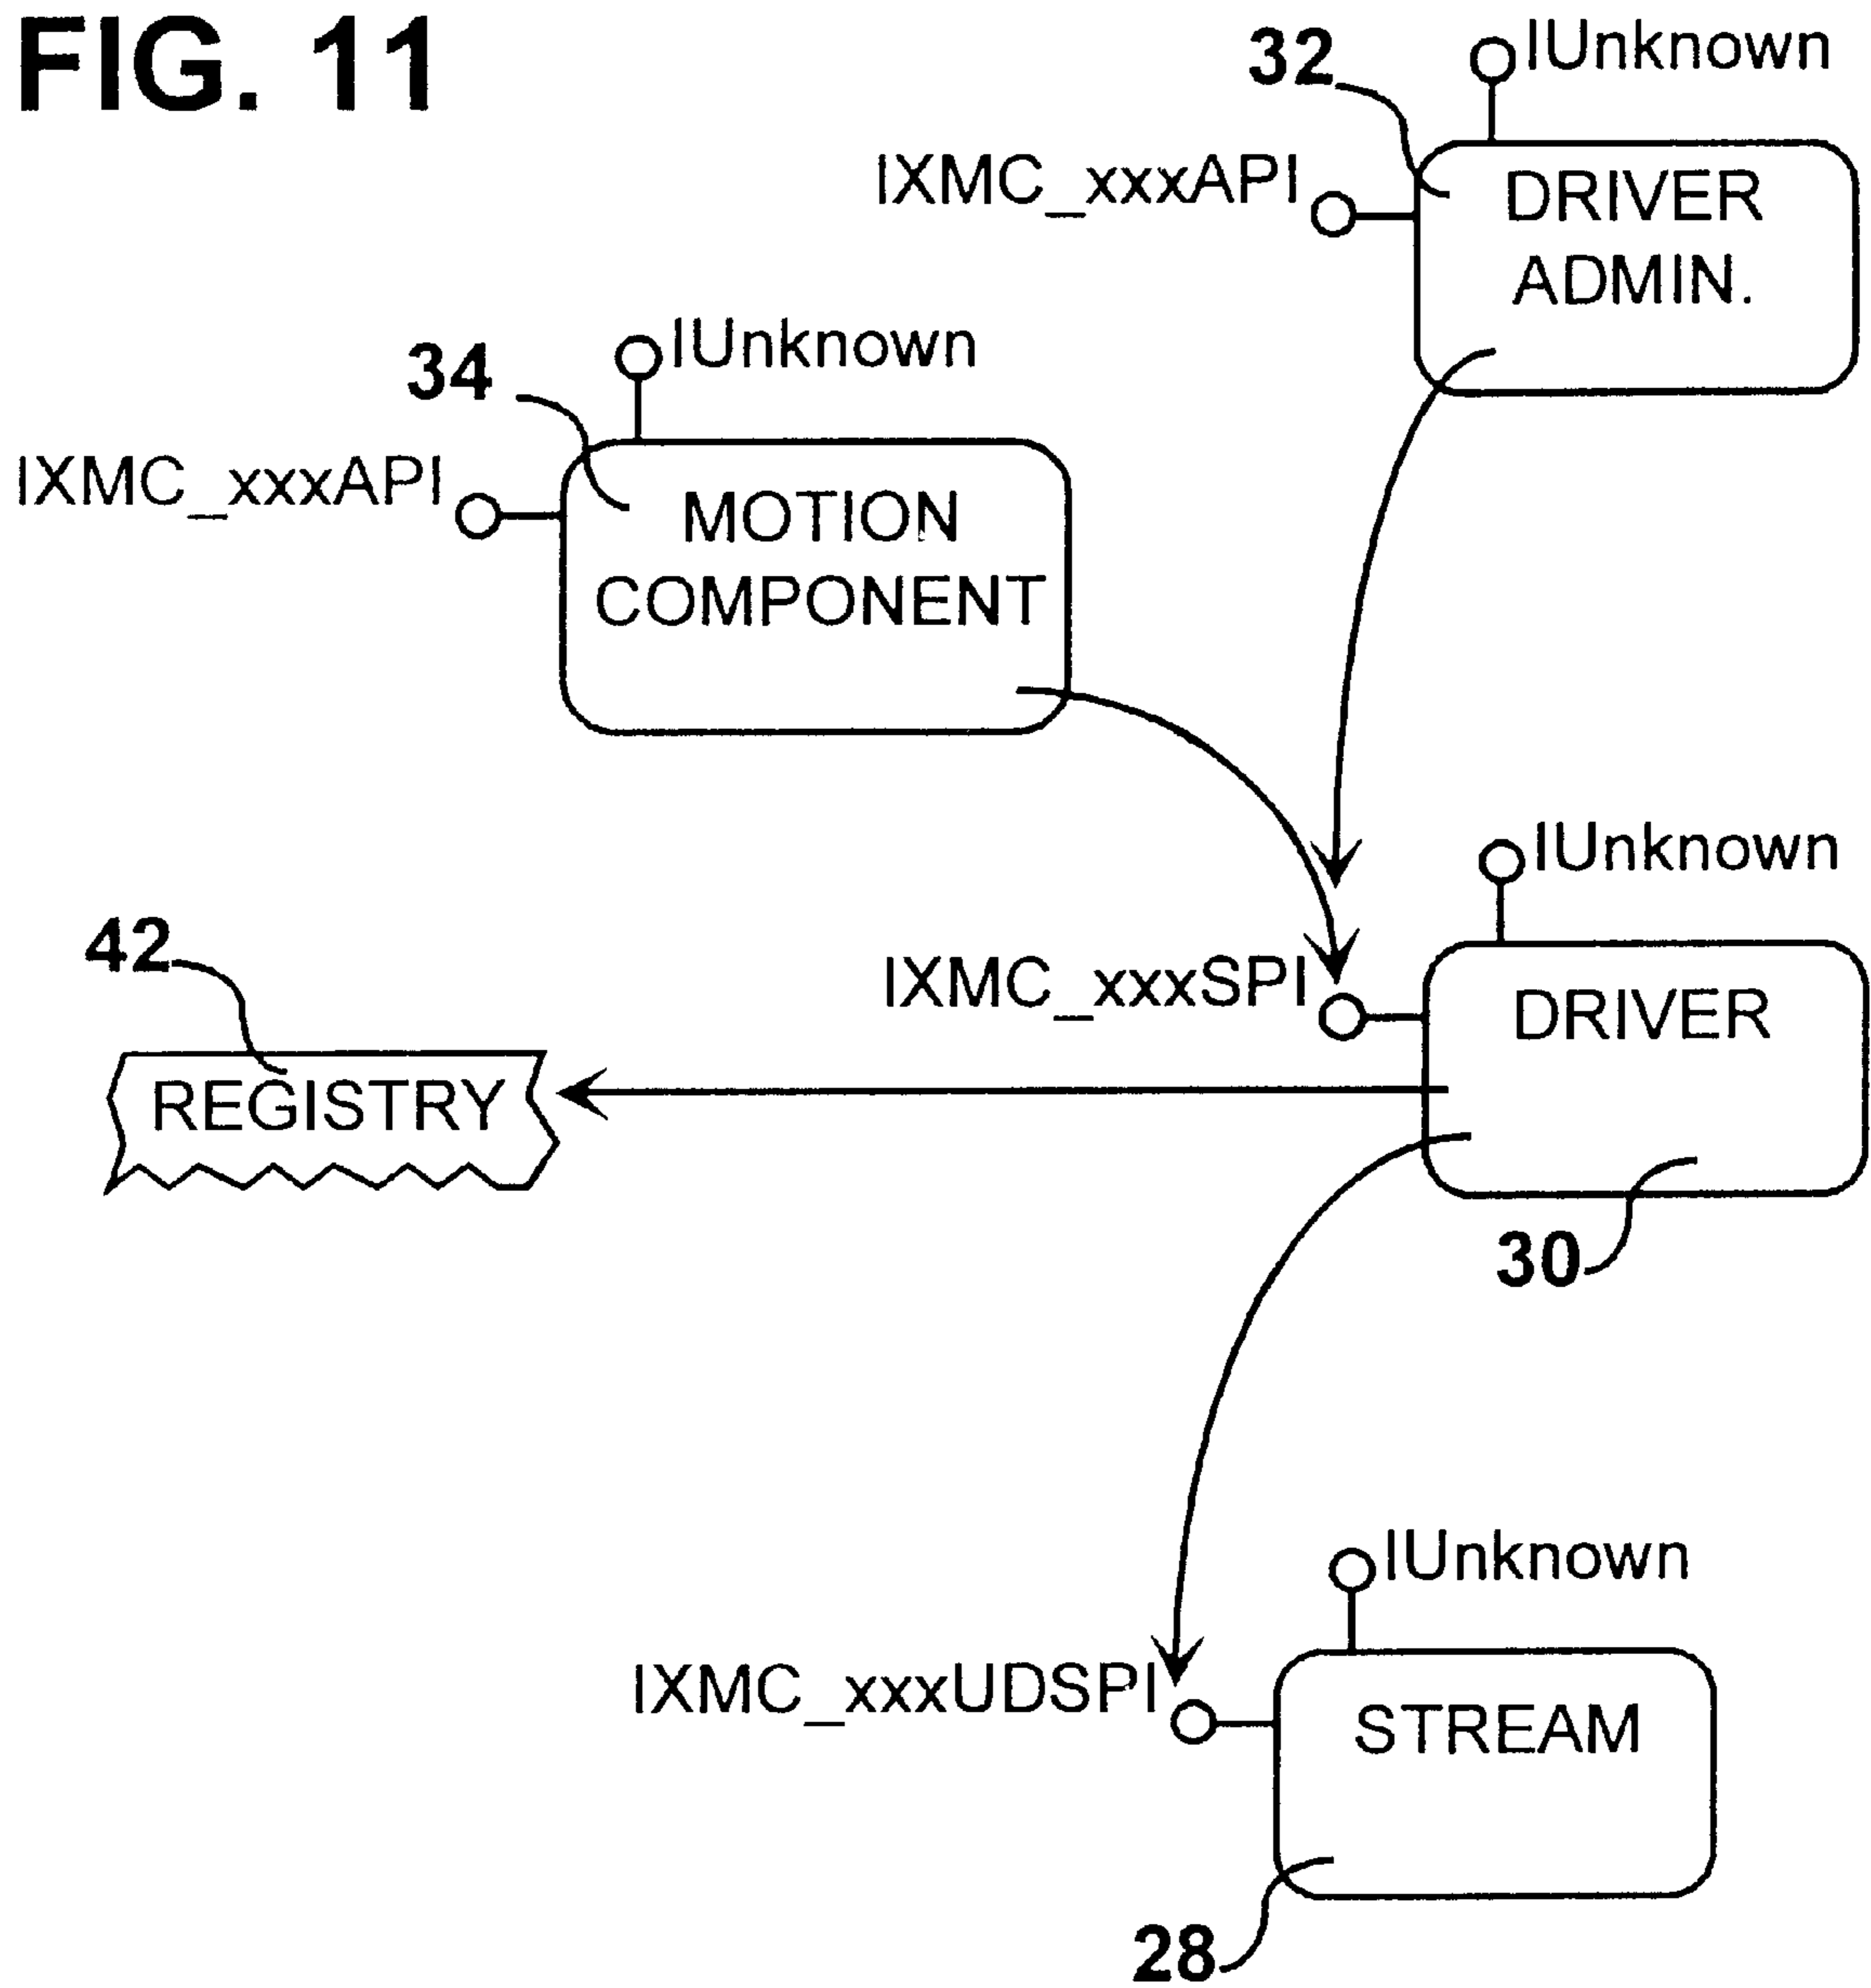 FIG. 11
32
IUnknown
IXMC_xxxAPI
DRIVER
ADMIN.
34
IUnknown
IXMC_xxxAPI
MOTION
COMPONENT
42
IUnknown
IXMC_xxxSPI
DRIVER
REGISTRY
30
IUnknown
IXMC_xxxUDSPI
STREAM
28